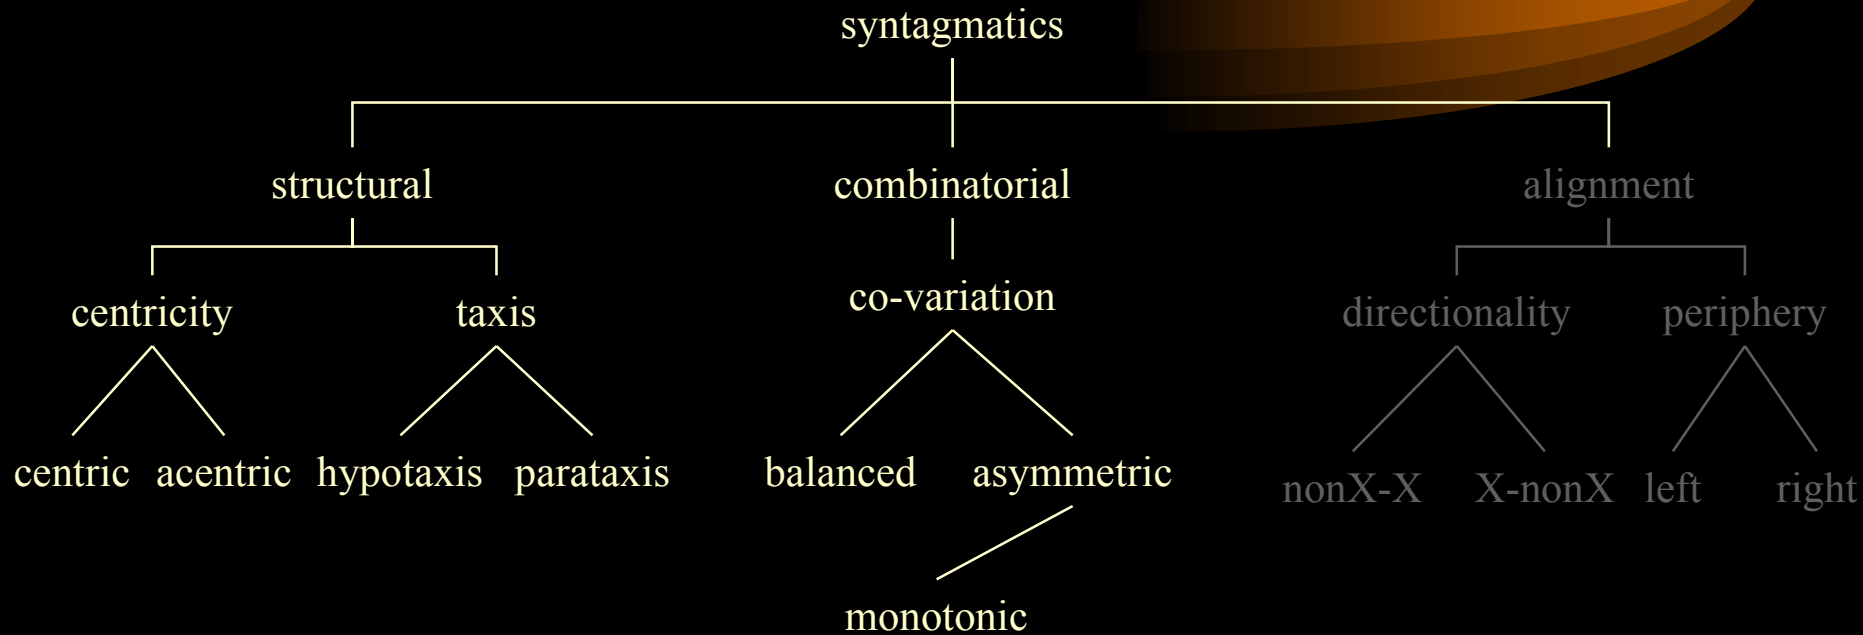 syntagmatics
structural combinatorial alignment
centricity taxis co-variation directionality periphery
centric acentric hypotaxis parataxis balanced asymmetric nonX-X X-nonX left right
monotonic